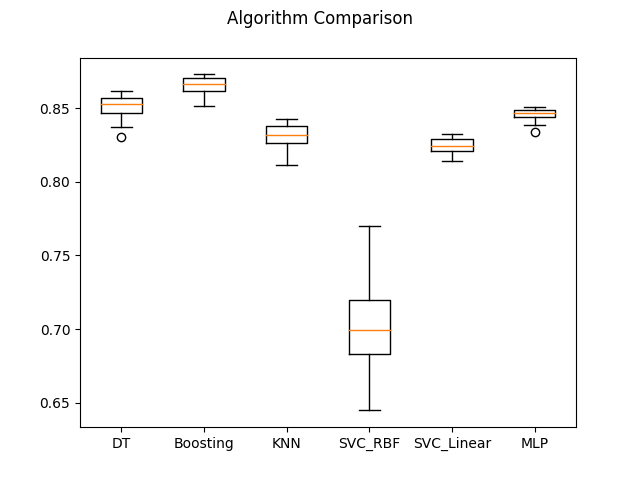 Algorithm Comparison
0.85
0.80
0.75
0.70
0.65
DT Boosting KNN SVC_RBF SVC_Linear MLP